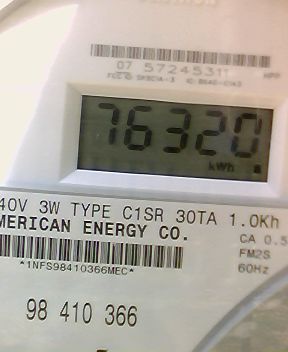 07 57245311
76320
kWh
40V 3W TYPE C1SR 30TA 1.0Kh
MERICAN ENERGY CO.
CA 0.5
FM2S
60Hz
*1NFS98410366MEC*
98 410 366